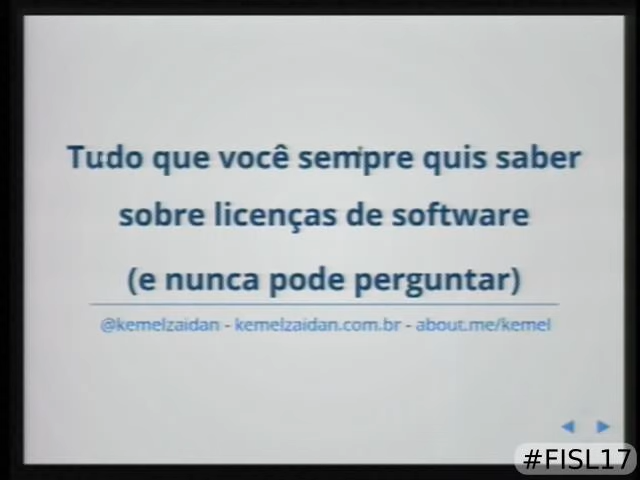 Tudo que você sempre quis saber
sobre licenças de software
(e nunca pode perguntar)
@kemelzaidan - kemelzaidan.com.br - about.me/kemel
#FISL17